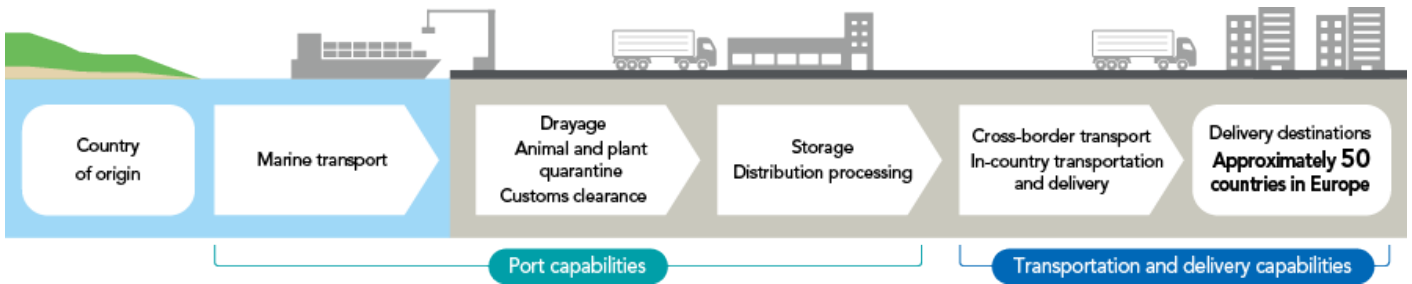 Country
of origin
Marine transport
Drayage
Animal and plant
quarantine
Customs clearance
Storage
Distribution processing
Cross-border transport
In-country transportation
and delivery
Delivery destinations
Approximately 50
countries in Europe
Port capabilities
Transportation and delivery capabilities